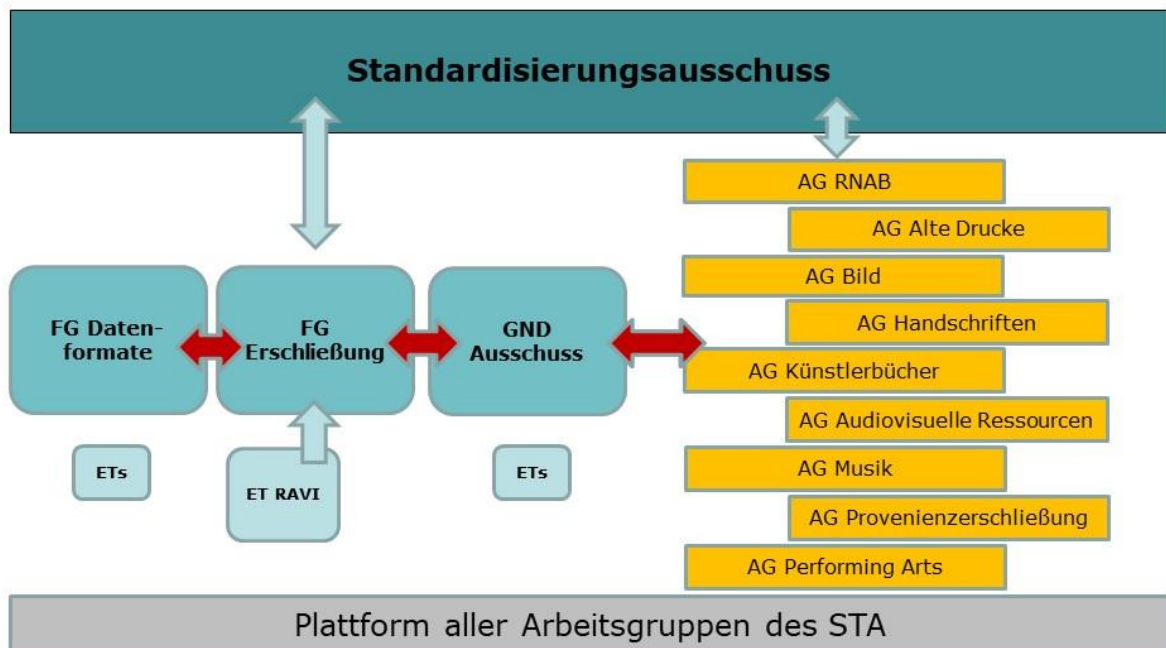 Standardisierungsausschuss
AG RNAB
AG Alte Drucke
AG Bild
AG Handschriften
AG Künstlerbücher
AG Audiovisuelle Ressourcen
AG Musik
AG Provenienzerschließung
AG Performing Arts
FG Daten-
formate
FG
Erschließung
GND
Ausschuss
ETs
ET RAVI
ETs
Plattform aller Arbeitsgruppen des STA